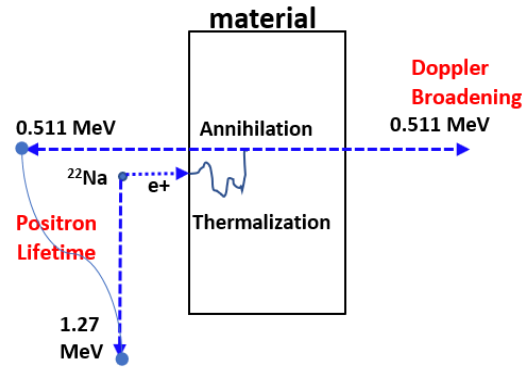 material
Doppler
Broadening
0.511 MeV
0.511 MeV
Annihilation
²²Na
e+
Thermalization
Positron
Lifetime
1.27
MeV